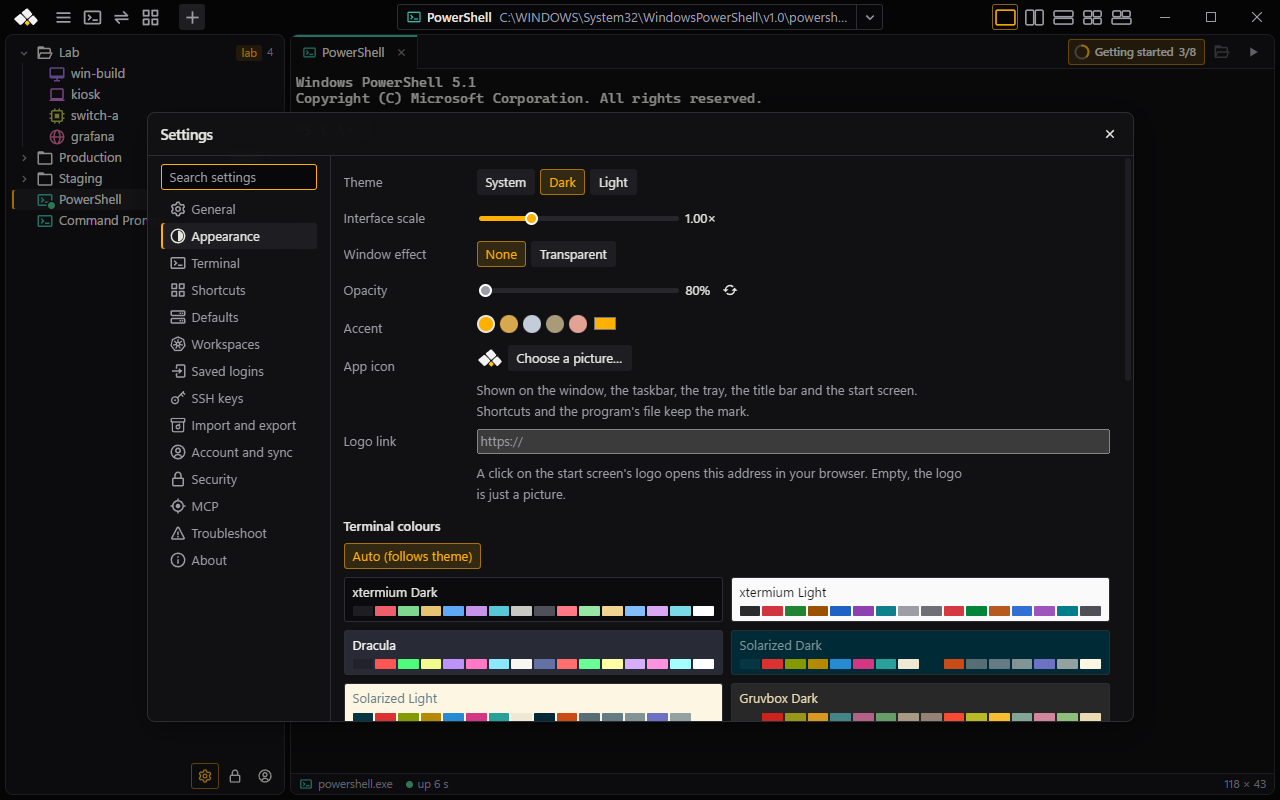 PowerShell C:\WINDOWS\System32\WindowsPowerShell\v1.0\powersh...
Lab lab 4
win-build
kiosk
switch-a
grafana
Production
Staging
PowerShell
Command Pron
PowerShell
Getting started 3/8
Windows PowerShell 5.1
Copyright (C) Microsoft Corporation. All rights reserved.
Settings
Search settings
General
Appearance
Terminal
Shortcuts
Defaults
Workspaces
Saved logins
SSH keys
Import and export
Account and sync
Security
MCP
Troubleshoot
About
Theme System Dark Light
Interface scale 1.00×
Window effect None Transparent
Opacity 80%
Accent
App icon Choose a picture...
Shown on the window, the taskbar, the tray, the title bar and the start screen.
Shortcuts and the program's file keep the mark.
Logo link https://
A click on the start screen's logo opens this address in your browser. Empty, the logo
is just a picture.
Terminal colours
Auto (follows theme)
xtermium Dark xtermium Light
Dracula Solarized Dark
Solarized Light Gruvbox Dark
powershell.exe up 6 s 118 × 43